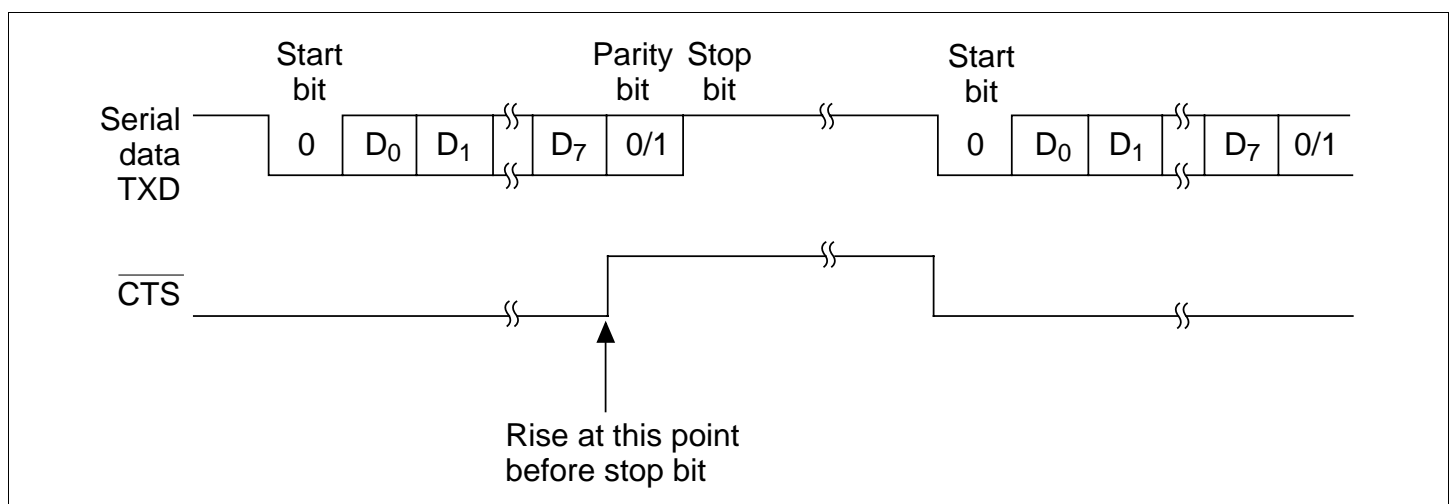 Start bit
Parity bit
Stop bit
Start bit
Serial data TXD
0 D0 D1 D7 0/1 0 D0 D1 D7 0/1
CTS
Rise at this point
before stop bit